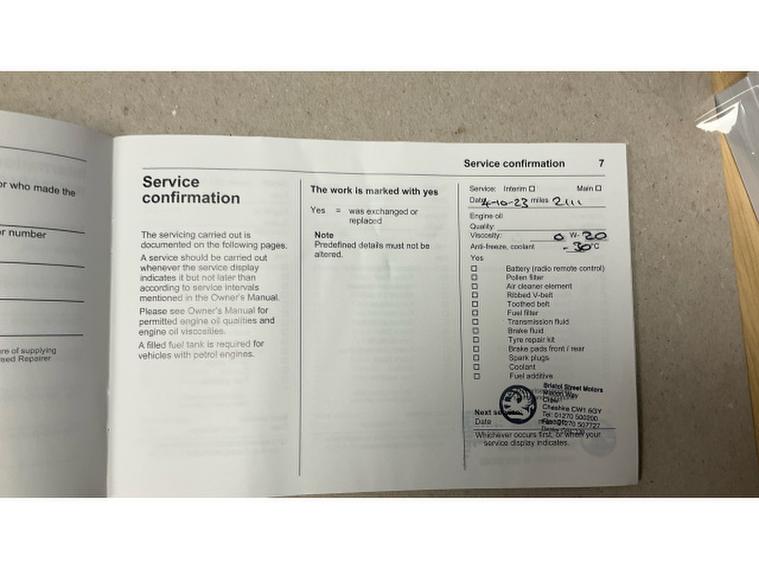 or who made the
or number
re of supplying
ised Repairer
Service confirmation 7
Service
confirmation
The servicing carried out is
documented on the following pages.
A service should be carried out
whenever the service display
indicates it but not later than
according to service intervals
mentioned in the Owner's Manual.
Please see Owner's Manual for
permitted engine oil qualities and
engine oil viscosities.
A filled fuel tank is required for
vehicles with petrol engines.
The work is marked with yes
Yes = was exchanged or
replaced
Note
Predefined details must not be
altered.
Service: Interim ☐ Main ☐
Date 4-10-23 miles 2111
Engine oil
Quality:
Viscosity: 0 W- 20
Anti-freeze, coolant -30 °C
Yes
☐ Battery (radio remote control)
☐ Pollen filter
☐ Air cleaner element
☐ Ribbed V-belt
☐ Toothed belt
☐ Fuel filter
☐ Transmission fluid
☐ Brake fluid
☐ Tyre repair kit
☐ Brake pads front / rear
☐ Spark plugs
☐ Coolant
☐ Fuel additive
Bristol Street Motors
Crewe
Cheshire CW1 6GY
Tel: 01270 500200
Fax: 01270 507727
Next service:
Date
Whichever occurs first, or when your
service display indicates.